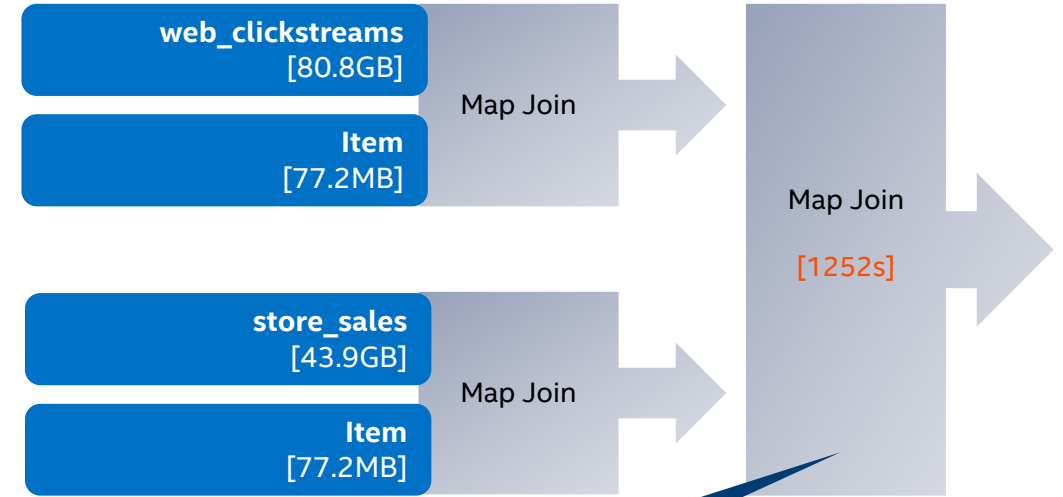 web_clickstreams
[80.8GB]
Item
[77.2MB]
Map Join
store_sales
[43.9GB]
Item
[77.2MB]
Map Join
Map Join
[1252s]